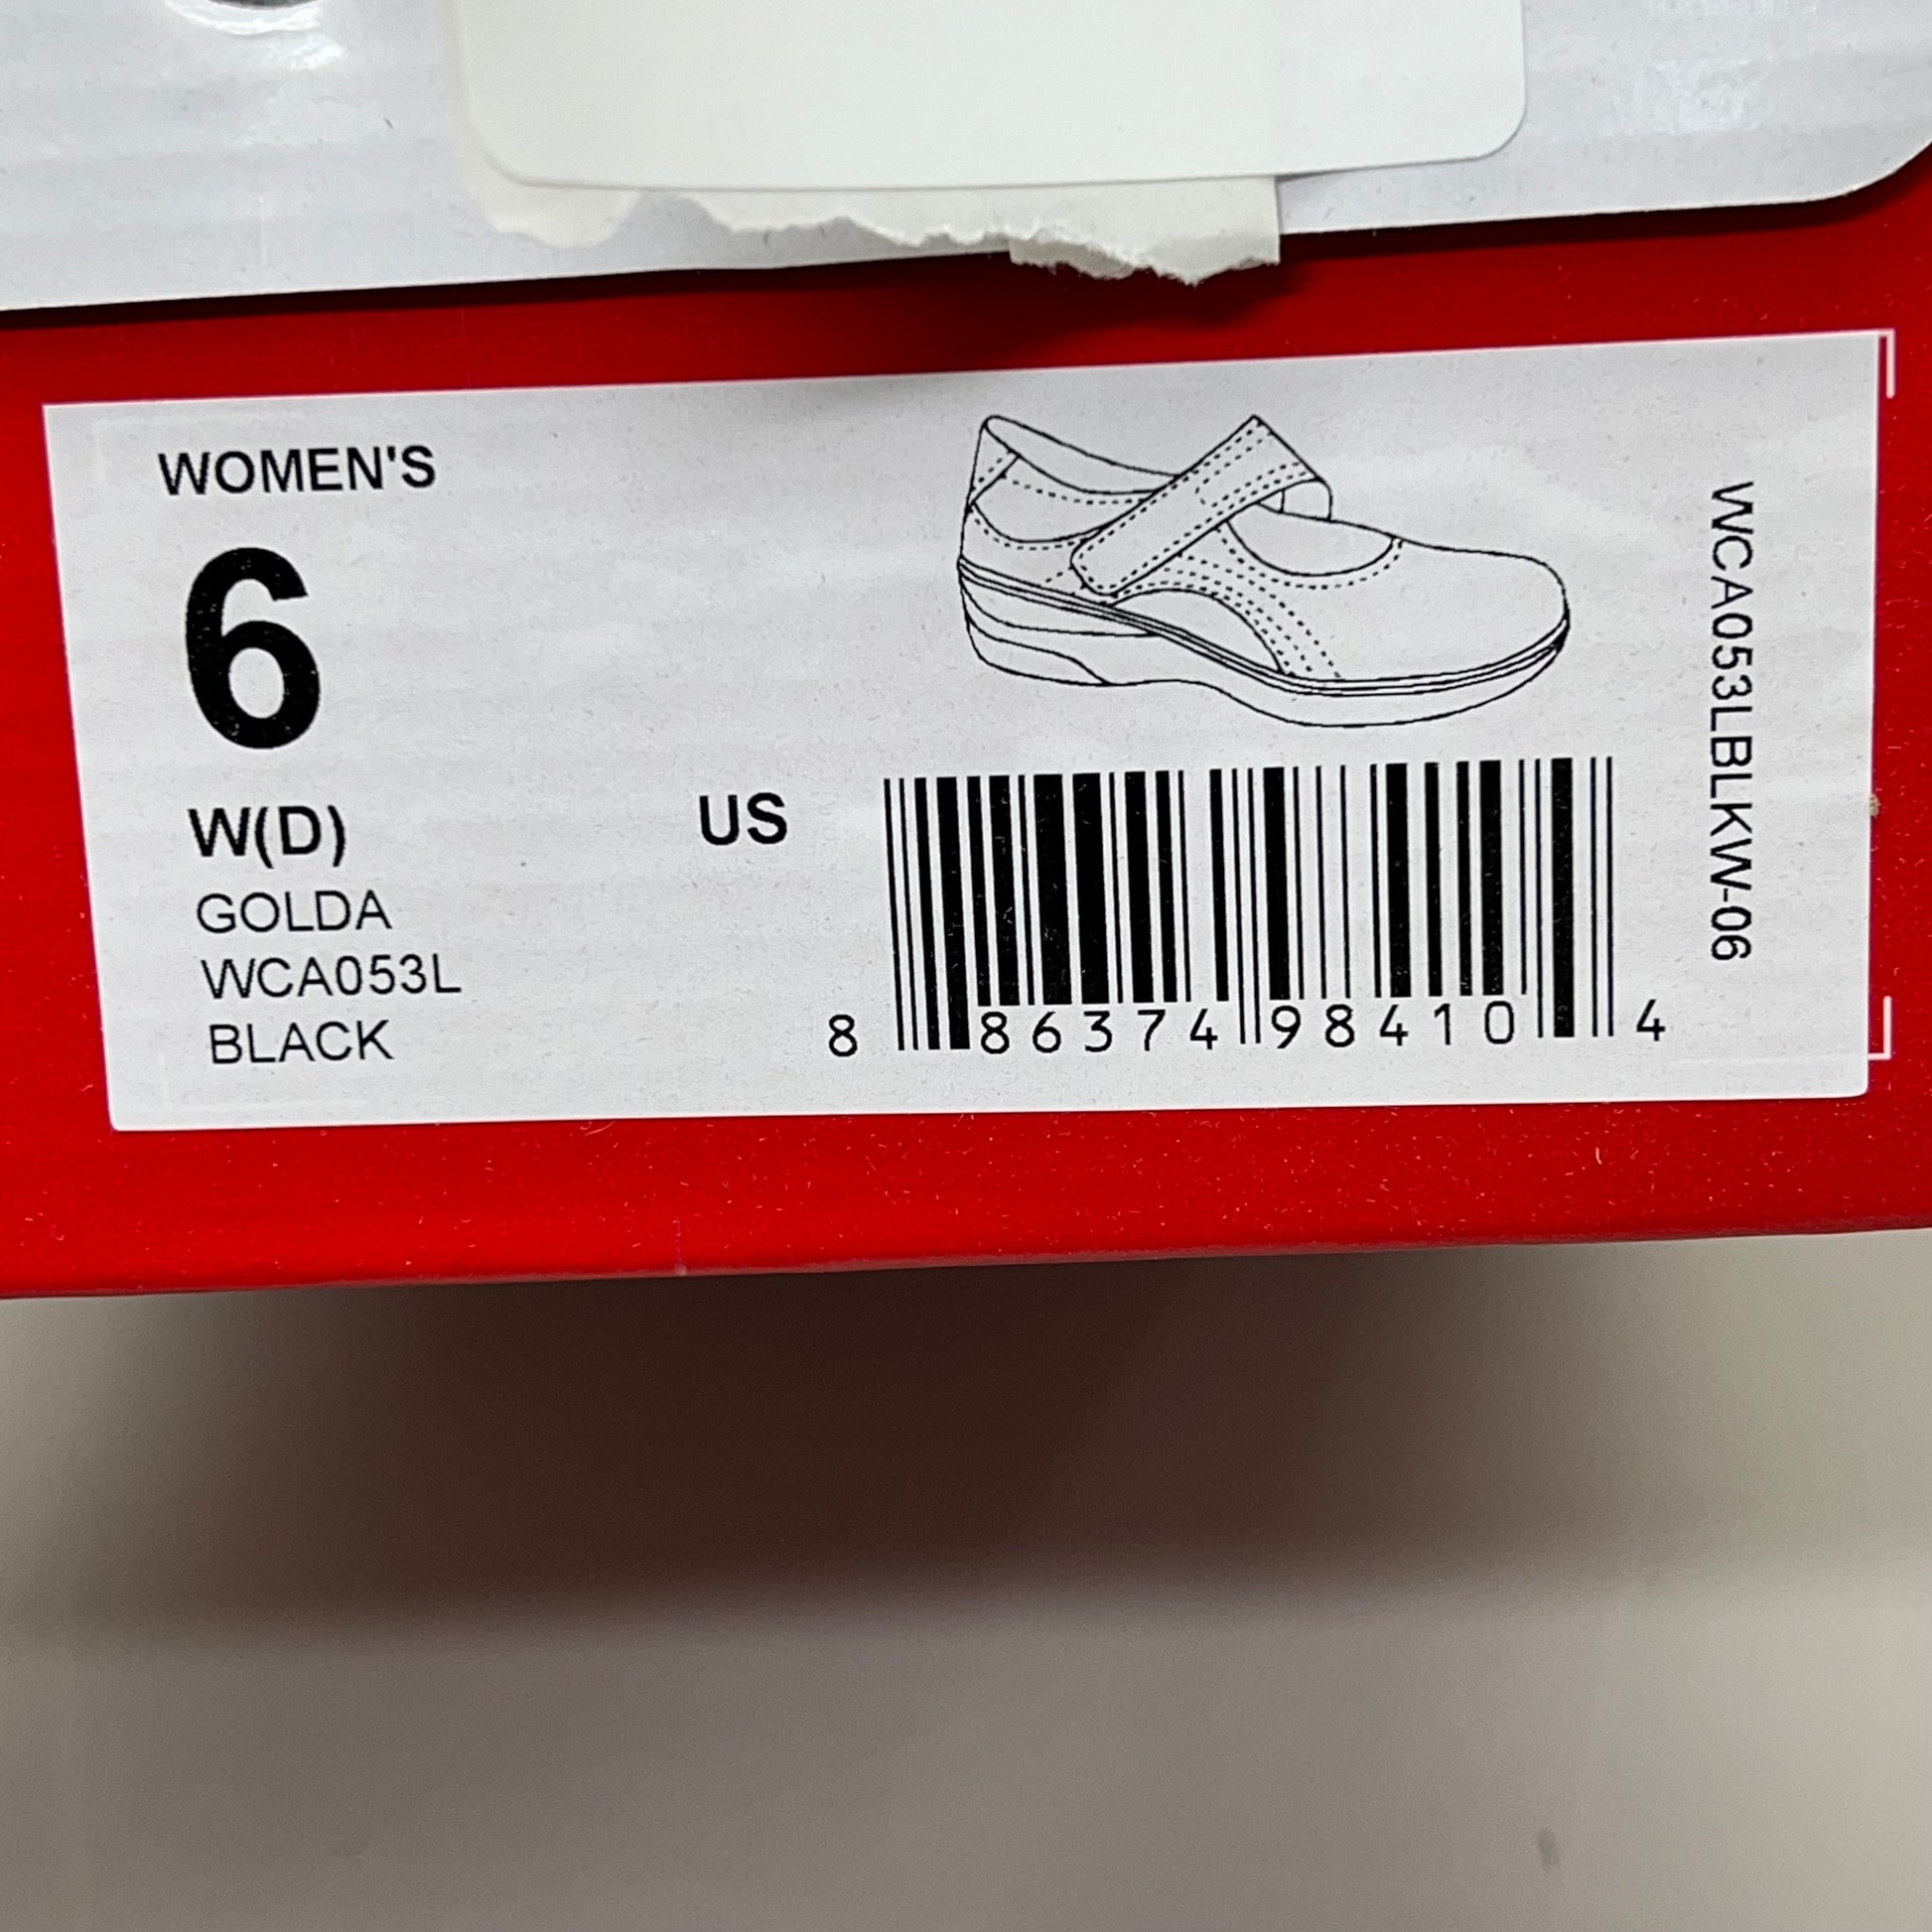 WOMEN'S
6
W(D)
GOLDA
WCA053L
BLACK
US
8 86374 98410 4
WCA053LBLKW-06